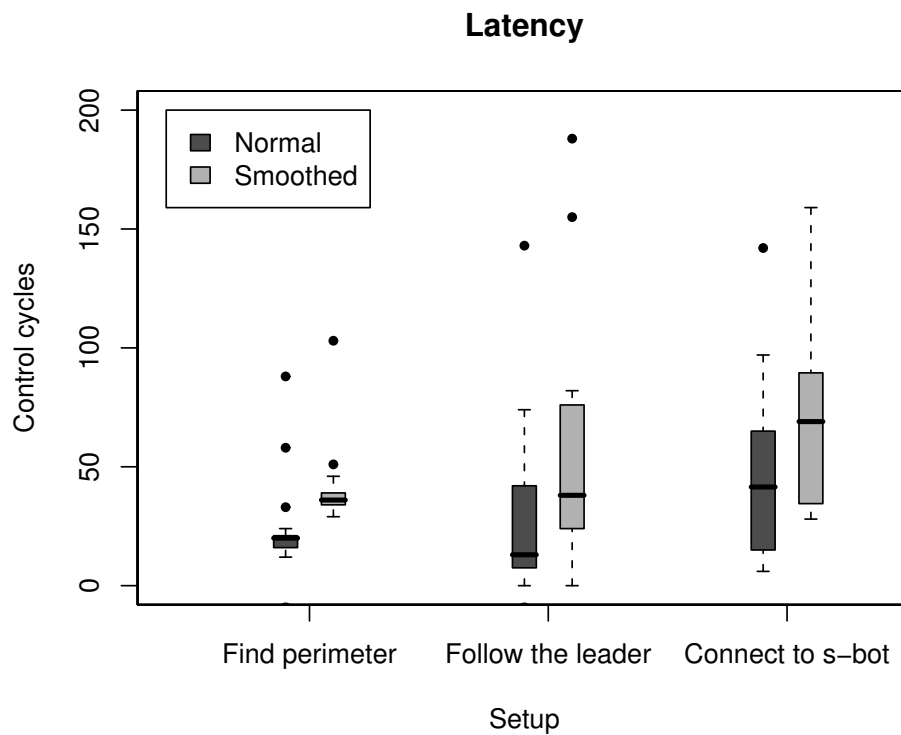 Latency
Normal
Smoothed
200
150
100
50
0
Control cycles
Find perimeter
Follow the leader
Connect to s−bot
Setup